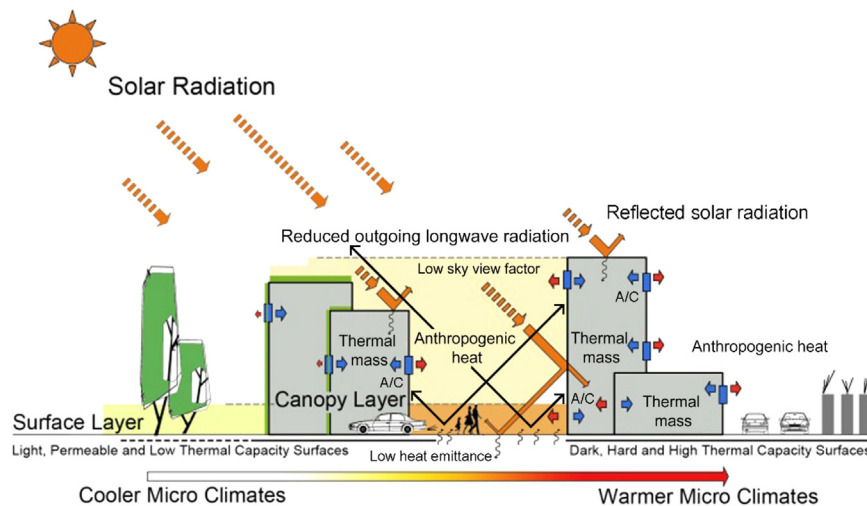 Solar Radiation
Reflected solar radiation
Reduced outgoing longwave radiation
Low sky view factor
A/C
Thermal
mass
A/C
Anthropogenic
heat
Thermal
mass
Anthropogenic heat
Canopy Layer
A/C
Thermal
mass
Surface Layer
Light, Permeable and Low Thermal Capacity Surfaces
Low heat emittance
Dark, Hard and High Thermal Capacity Surfaces
Cooler Micro Climates
Warmer Micro Climates